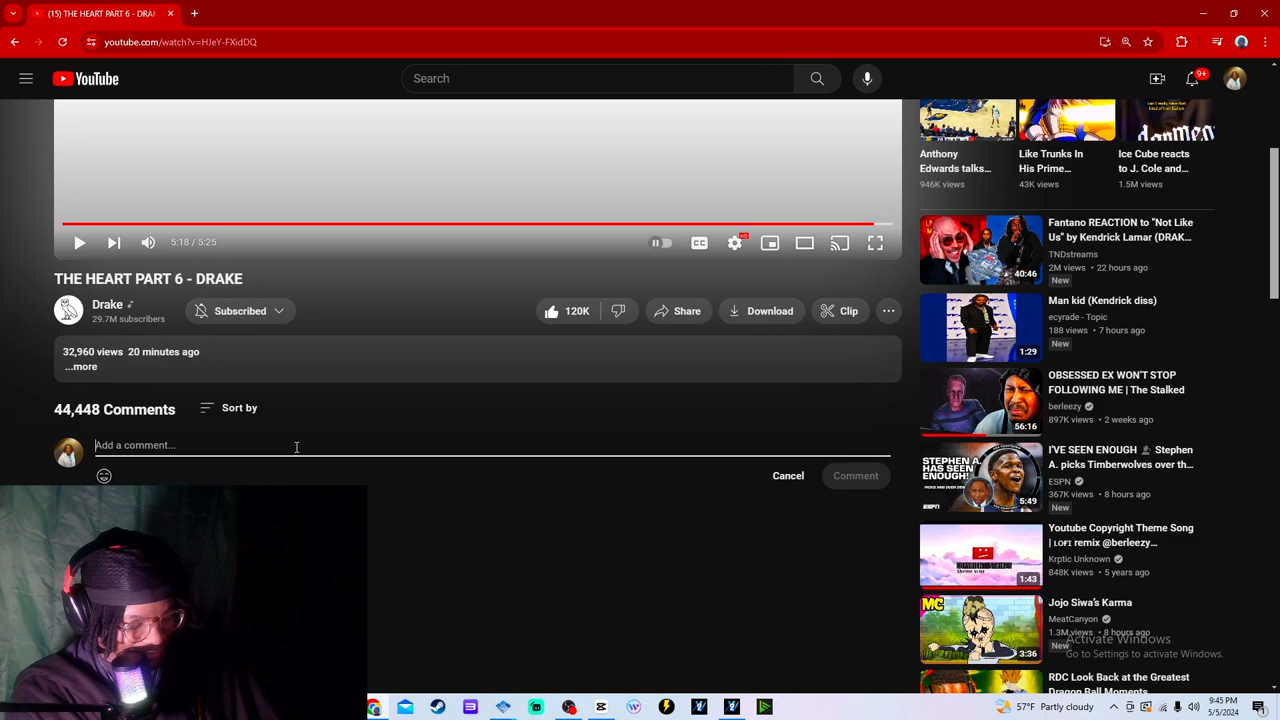 (15) THE HEART PART 6 - DRA
youtube.com/watch?v=HJeY-FXidDQ
YouTube
Search
9+
5:18 / 5:25
CC
HD
THE HEART PART 6 - DRAKE
Drake
29.7M subscribers
Subscribed
120K
Share
Download
Clip
32,960 views 20 minutes ago
...more
44,448 Comments
Sort by
Add a comment...
Cancel
Comment
Anthony
Edwards talks...
946K views
Like Trunks In
His Prime...
43K views
Ice Cube reacts
to J. Cole and...
1.5M views
40:46
Fantano REACTION to "Not Like
Us" by Kendrick Lamar (DRAK...
TNDstreams
2M views • 22 hours ago
New
1:29
Man kid (Kendrick diss)
ecyrade - Topic
188 views • 7 hours ago
New
56:16
OBSESSED EX WON'T STOP
FOLLOWING ME | The Stalked
berleezy
897K views • 2 weeks ago
STEPHEN A.
HAS SEEN
ENOUGH!
5:49
I'VE SEEN ENOUGH 🗣 Stephen
A. picks Timberwolves over th...
ESPN
367K views • 8 hours ago
New
1:43
Youtube Copyright Theme Song
| ʟᴏꜰɪ remix @berleezy...
Krptic Unknown
848K views • 5 years ago
MC
3:36
Jojo Siwa's Karma
MeatCanyon
1.3M views • 8 hours ago
New
Activate Windows
Go to Settings to activate Windows.
RDC Look Back at the Greatest
Dragon Ball Moments
57°F Partly cloudy
9:45 PM
5/5/2024